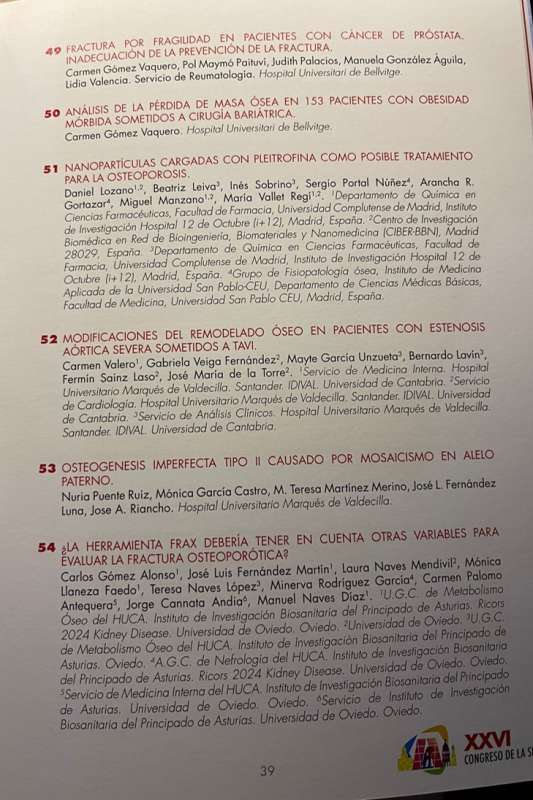 49 FRACTURA POR FRAGILIDAD EN PACIENTES CON CÁNCER DE PRÓSTATA.
INADECUACIÓN DE LA PREVENCIÓN DE LA FRACTURA.
Carmen Gómez Vaquero, Pol Maymó Paituvi, Judith Palacios, Manuela González Águila,
Lidia Valencia. Servicio de Reumatología. Hospital Universitari de Bellvitge.
50 ANÁLISIS DE LA PÉRDIDA DE MASA ÓSEA EN 153 PACIENTES CON OBESIDAD
MÓRBIDA SOMETIDOS A CIRUGÍA BARIÁTRICA.
Carmen Gómez Vaquero. Hospital Universitari de Bellvitge.
51 NANOPARTÍCULAS CARGADAS CON PLEITROFINA COMO POSIBLE TRATAMIENTO
PARA LA OSTEOPOROSIS.
Daniel Lozano¹,², Beatriz Leiva³, Inés Sobrino³, Sergio Portal Núñez⁴, Arancha R.
Gortazar⁴, Miguel Manzano¹,², María Vallet Regí¹,². ¹Departamento de Química en
Ciencias Farmacéuticas, Facultad de Farmacia, Universidad Complutense de Madrid, Instituto
de Investigación Hospital 12 de Octubre (i+12), Madrid, España. ²Centro de Investigación
Biomédica en Red de Bioingeniería, Biomateriales y Nanomedicina (CIBER-BBN), Madrid
28029, España. ³Departamento de Química en Ciencias Farmacéuticas, Facultad de
Farmacia, Universidad Complutense de Madrid, Instituto de Investigación Hospital 12 de
Octubre (i+12), Madrid, España. ⁴Grupo de Fisiopatología ósea, Instituto de Medicina
Aplicada de la Universidad San Pablo-CEU, Departamento de Ciencias Médicas Básicas,
Facultad de Medicina, Universidad San Pablo CEU, Madrid, España.
52 MODIFICACIONES DEL REMODELADO ÓSEO EN PACIENTES CON ESTENOSIS
AÓRTICA SEVERA SOMETIDOS A TAVI.
Carmen Valero¹, Gabriela Veiga Fernández², Mayte García Unzueta³, Bernardo Lavín³,
Fermín Sainz Laso², José María de la Torre². ¹Servicio de Medicina Interna. Hospital
Universitario Marqués de Valdecilla. Santander. IDIVAL. Universidad de Cantabria. ²Servicio
de Cardiología. Hospital Universitario Marqués de Valdecilla. Santander. IDIVAL. Universidad
de Cantabria. ³Servicio de Análisis Clínicos. Hospital Universitario Marqués de Valdecilla.
Santander. IDIVAL. Universidad de Cantabria.
53 OSTEOGENESIS IMPERFECTA TIPO II CAUSADO POR MOSAICISMO EN ALELO
PATERNO.
Nuria Puente Ruiz, Mónica García Castro, M. Teresa Martínez Merino, José L. Fernández
Luna, Jose A. Riancho. Hospital Universitario Marqués de Valdecilla.
54 ¿LA HERRAMIENTA FRAX DEBERÍA TENER EN CUENTA OTRAS VARIABLES PARA
EVALUAR LA FRACTURA OSTEOPORÓTICA?
Carlos Gómez Alonso¹, José Luis Fernández Martín¹, Laura Naves Mendivil², Mónica
Llaneza Faedo¹, Teresa Naves López³, Minerva Rodríguez García⁴, Carmen Palomo
Antequera⁵, Jorge Cannata Andia⁶, Manuel Naves Díaz¹. ¹U.G.C. de Metabolismo
Óseo del HUCA. Instituto de Investigación Biosanitaria del Principado de Asturias. Ricors
2024 Kidney Disease. Universidad de Oviedo. Oviedo. ²Universidad de Oviedo. ³U.G.C.
de Metabolismo Óseo del HUCA. Instituto de Investigación Biosanitaria del Principado de
Asturias. Oviedo. ⁴A.G.C. de Nefrología del HUCA. Instituto de Investigación Biosanitaria
del Principado de Asturias. Ricors 2024 Kidney Disease. Universidad de Oviedo. Oviedo.
⁵Servicio de Medicina Interna del HUCA. Instituto de Investigación Biosanitaria del Principado
de Asturias. Universidad de Oviedo. Oviedo. ⁶Servicio de Instituto de Investigación
Biosanitaria del Principado de Asturias. Universidad de Oviedo. Oviedo.
XXVI
CONGRESO DE LA
39